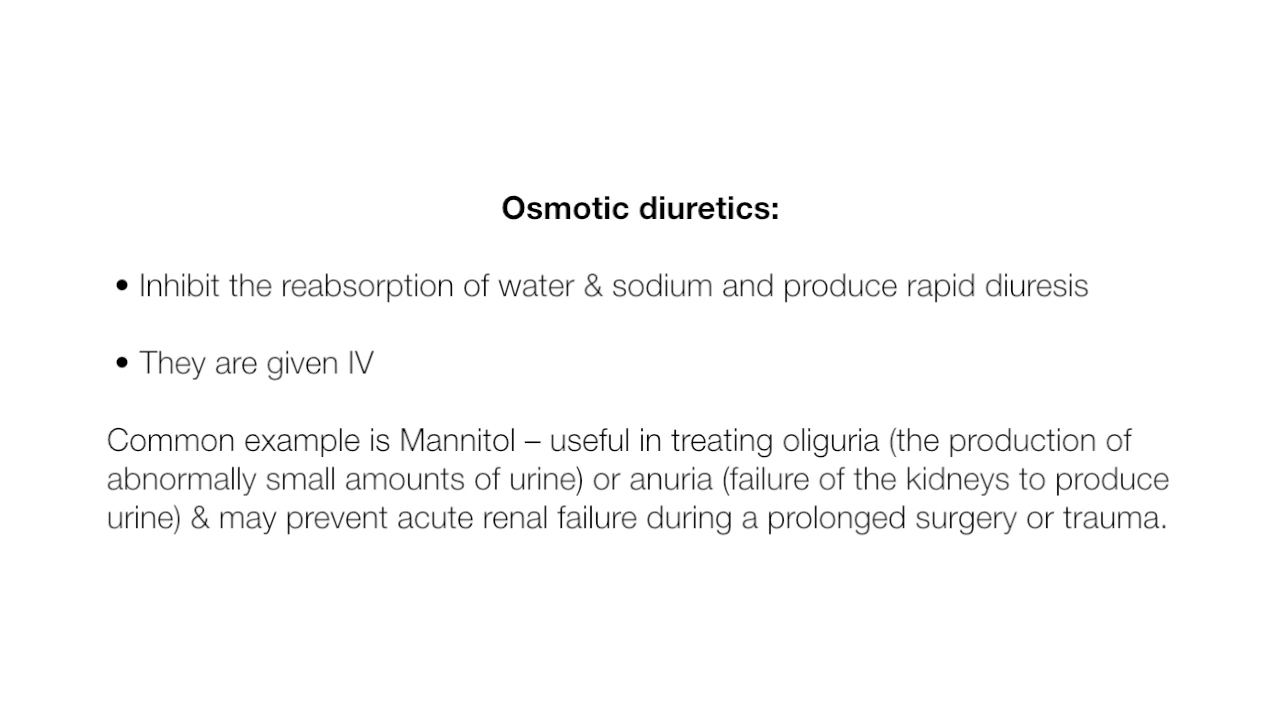 Osmotic diuretics:
• Inhibit the reabsorption of water & sodium and produce rapid diuresis
• They are given IV
Common example is Mannitol – useful in treating oliguria (the production of
abnormally small amounts of urine) or anuria (failure of the kidneys to produce
urine) & may prevent acute renal failure during a prolonged surgery or trauma.